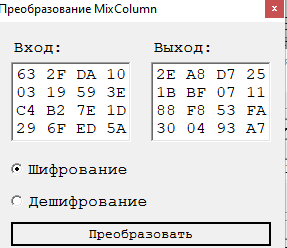 Преобразование MixColumn
x
Вход: Выход:
63 2F DA 10 2E A8 D7 25
03 19 59 3E 1B BF 07 11
C4 B2 7E 1D 88 F8 53 FA
29 6F ED 5A 30 04 93 A7
Шифрование
Дешифрование
Преобразовать